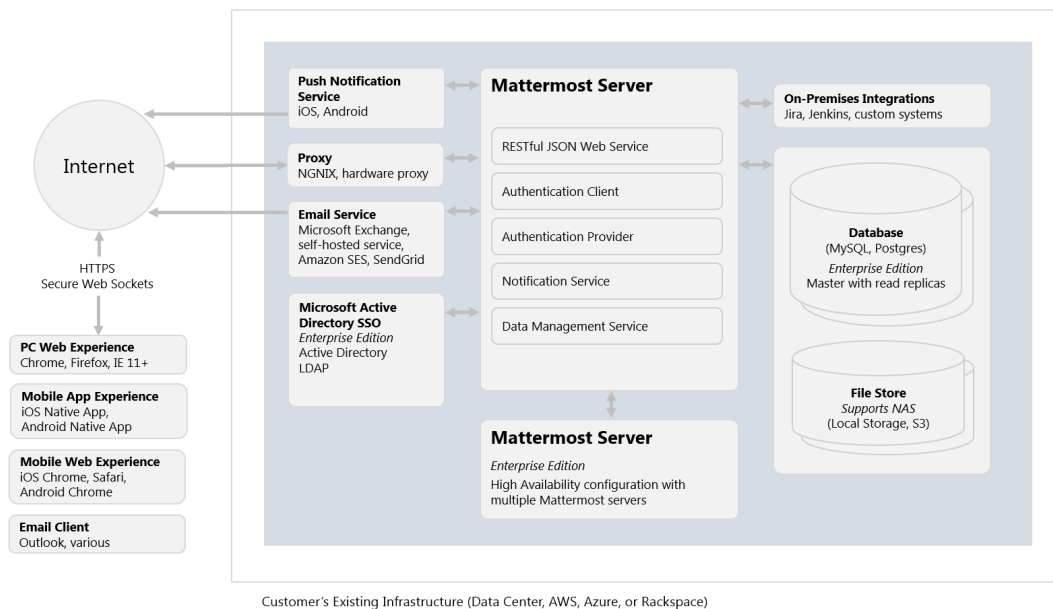 Internet
HTTPS
Secure Web Sockets
PC Web Experience
Chrome, Firefox, IE 11+
Mobile App Experience
iOS Native App,
Android Native App
Mobile Web Experience
iOS Chrome, Safari,
Android Chrome
Email Client
Outlook, various
Push Notification
Service
iOS, Android
Proxy
NGNIX, hardware proxy
Email Service
Microsoft Exchange,
self-hosted service,
Amazon SES, SendGrid
Microsoft Active
Directory SSO
Enterprise Edition
Active Directory
LDAP
Mattermost Server
RESTful JSON Web Service
Authentication Client
Authentication Provider
Notification Service
Data Management Service
Mattermost Server
Enterprise Edition
High Availability configuration with
multiple Mattermost servers
On-Premises Integrations
Jira, Jenkins, custom systems
Database
(MySQL, Postgres)
Enterprise Edition
Master with read replicas
File Store
Supports NAS
(Local Storage, S3)
Customer's Existing Infrastructure (Data Center, AWS, Azure, or Rackspace)